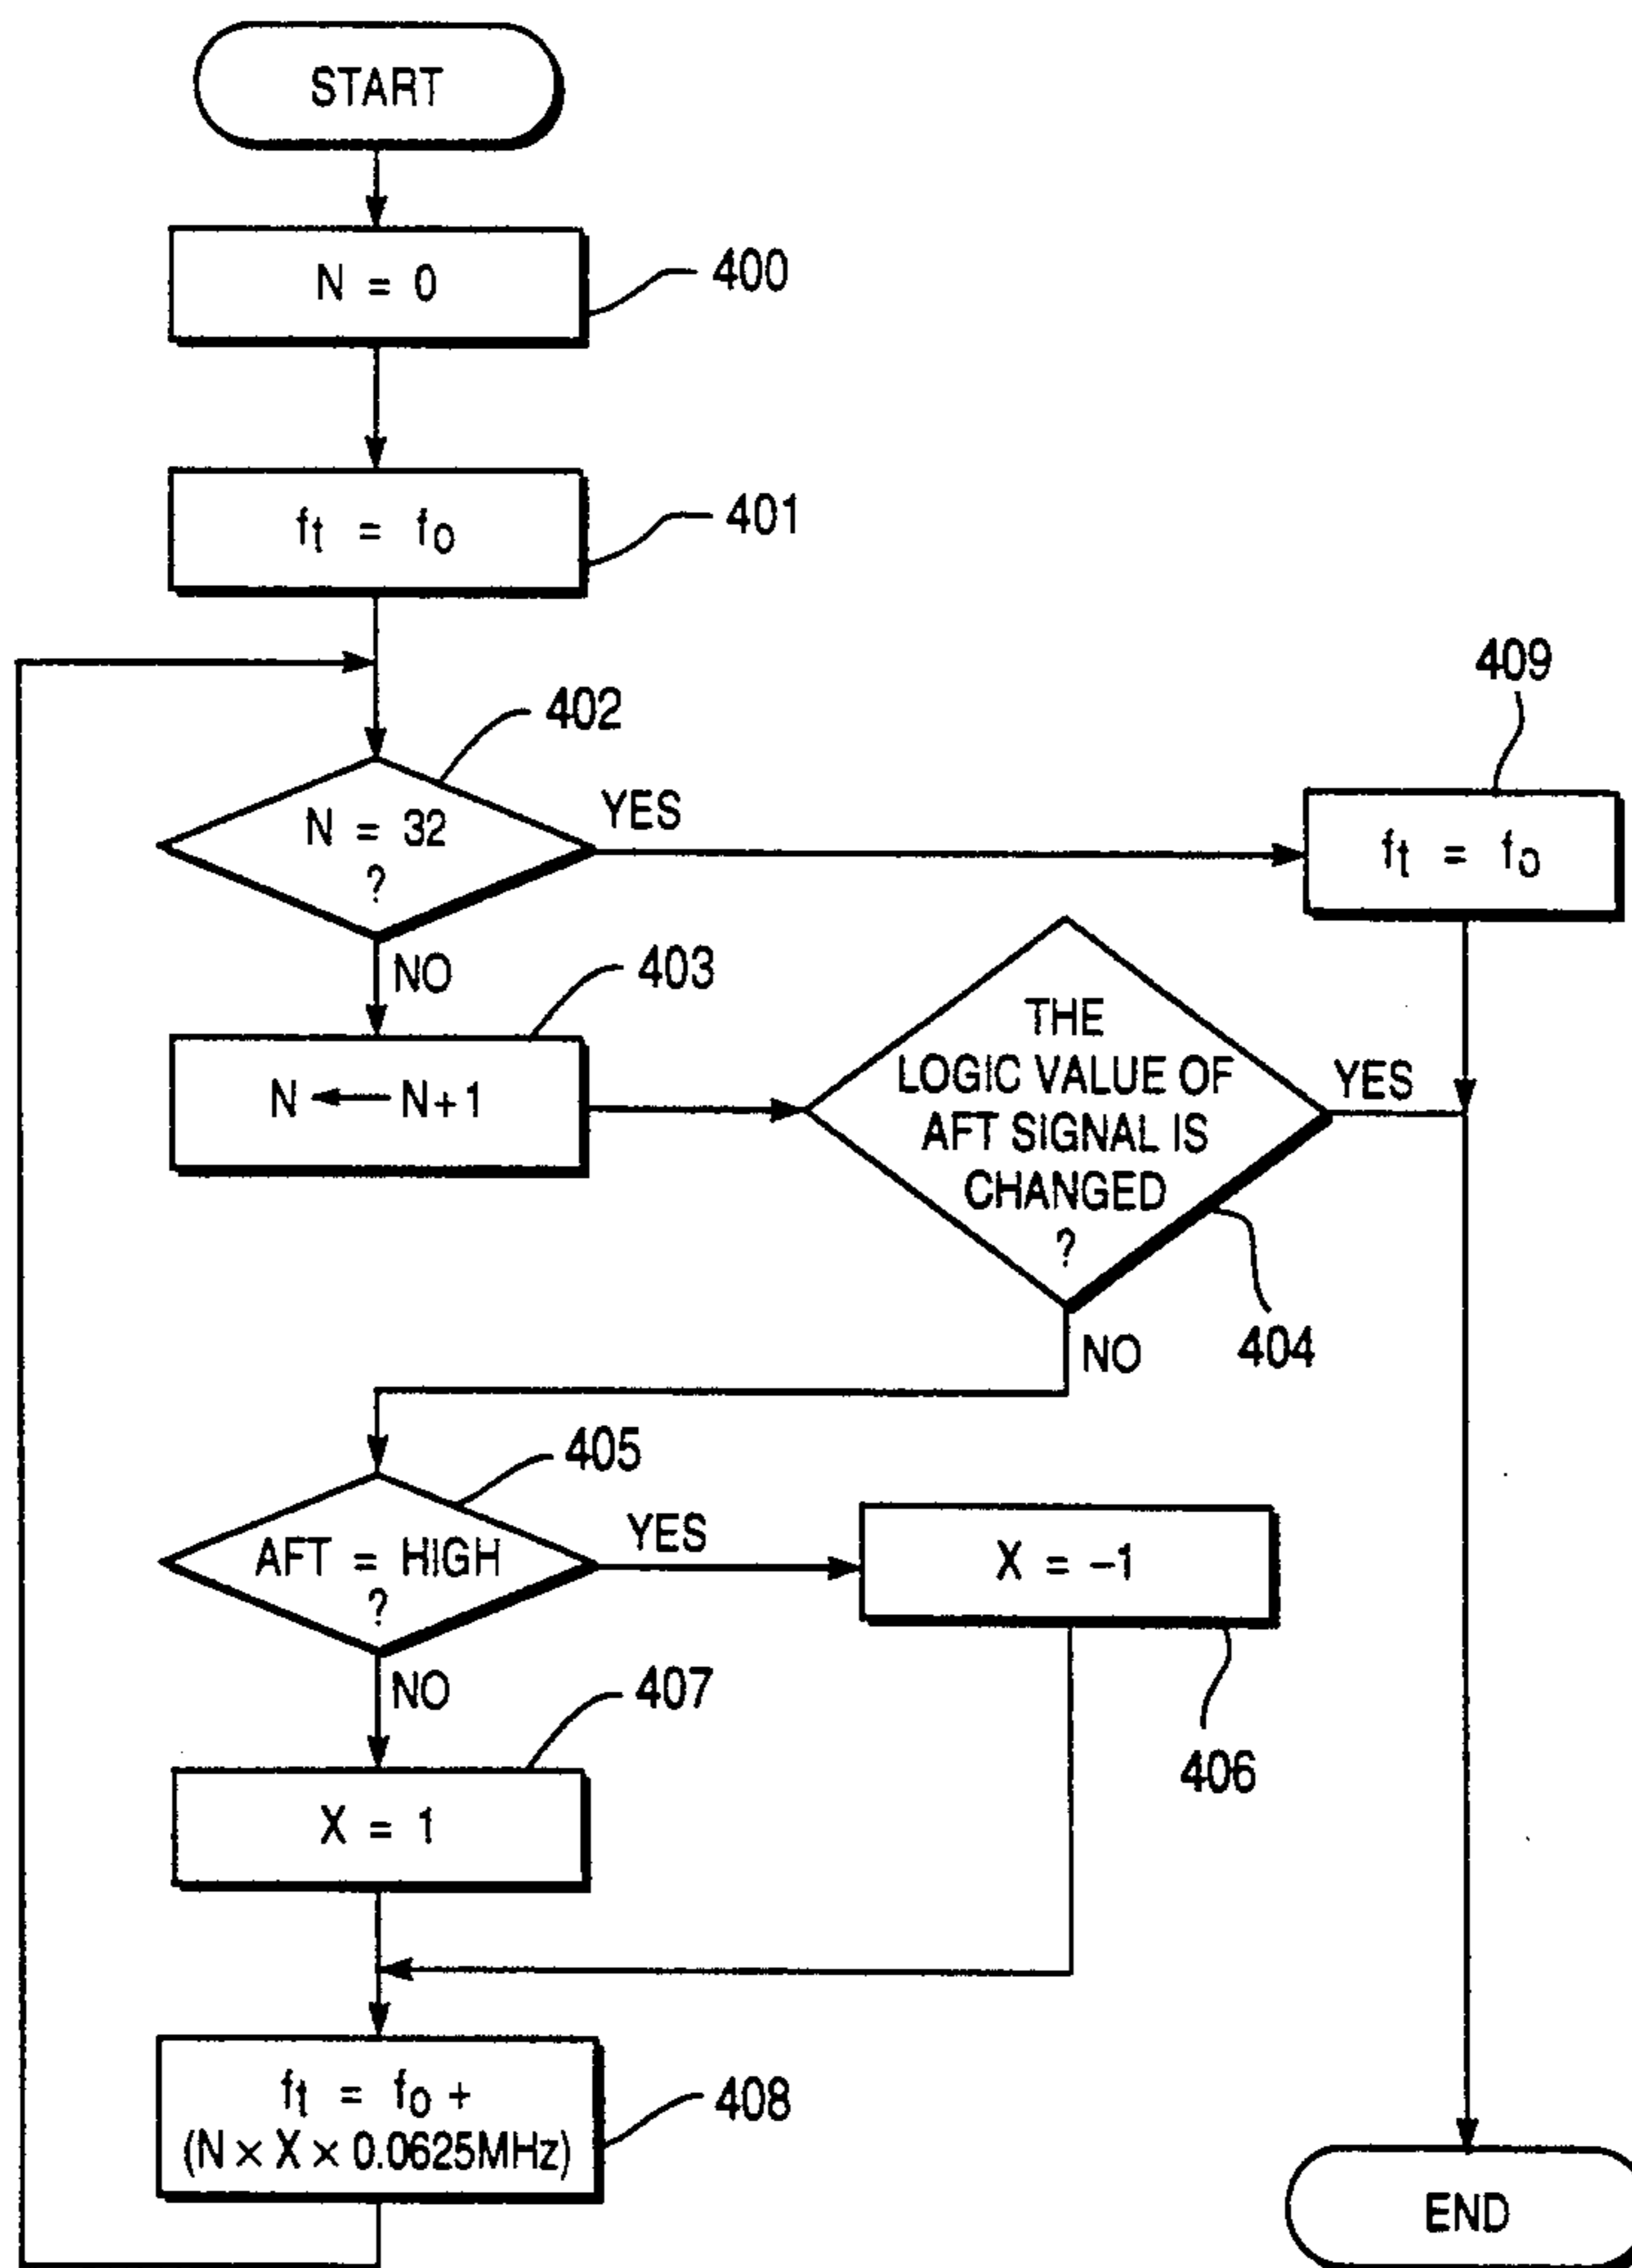 START
N = 0
400
ft = fo
401
402
N = 32
?
YES
NO
409
ft = fo
403
N ← N+1
THE
LOGIC VALUE OF
AFT SIGNAL IS
CHANGED
?
YES
NO
404
405
AFT = HIGH
?
YES
NO
X = -1
406
407
X = 1
ft = fo +
(N × X × 0.0625MHz)
408
END